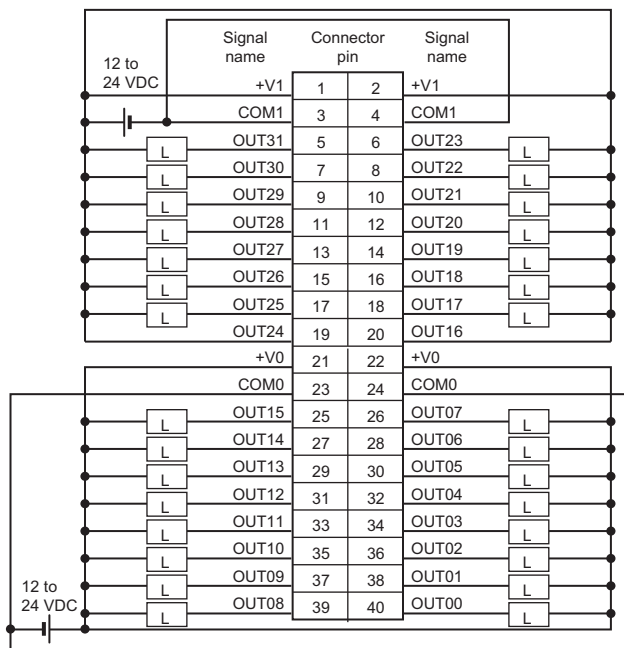 Signal name Connector pin Signal name
12 to 24 VDC
+V1 1 2 +V1
COM1 3 4 COM1
L OUT31 5 6 OUT23 L
L OUT30 7 8 OUT22 L
L OUT29 9 10 OUT21 L
L OUT28 11 12 OUT20 L
L OUT27 13 14 OUT19 L
L OUT26 15 16 OUT18 L
L OUT25 17 18 OUT17 L
OUT24 19 20 OUT16
+V0 21 22 +V0
COM0 23 24 COM0
L OUT15 25 26 OUT07 L
L OUT14 27 28 OUT06 L
L OUT13 29 30 OUT05 L
L OUT12 31 32 OUT04 L
L OUT11 33 34 OUT03 L
L OUT10 35 36 OUT02 L
L OUT09 37 38 OUT01 L
12 to 24 VDC
L OUT08 39 40 OUT00 L